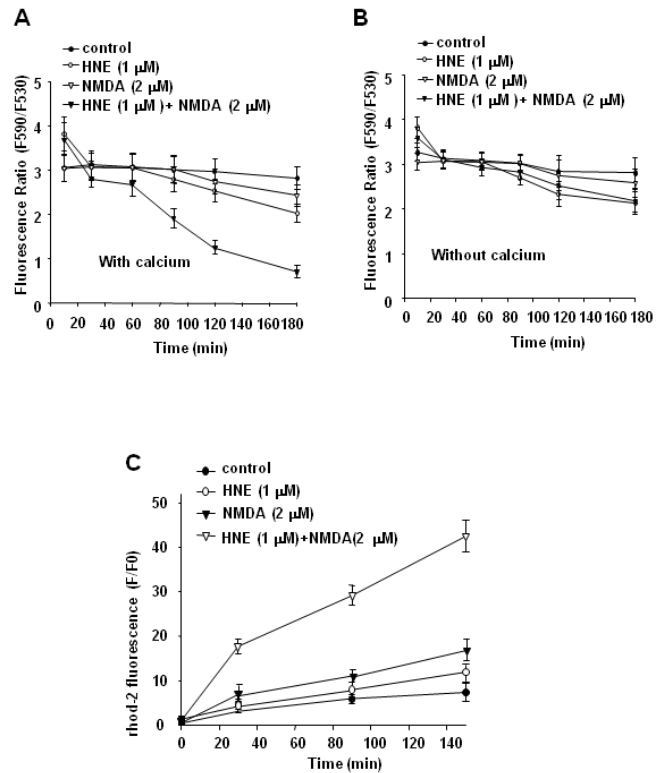 A
control
HNE (1 μM)
NMDA (2 μM)
HNE (1 μM ) + NMDA (2 μM)
Fluorescence Ratio (F590/F530)
5
4
3
2
1
0
With calcium
0 20 40 60 80 100 120 140 160 180
Time (min)
B
control
HNE (1 μM)
NMDA (2 μM)
HNE (1 μM ) + NMDA (2 μM)
Fluorescence Ratio (F590/F530)
5
4
3
2
1
0
Without calcium
0 20 40 60 80 100 120 140 160 180
Time (min)
C
control
HNE (1 μM)
NMDA (2 μM)
HNE (1 μM)+NMDA(2 μM)
rhod-2 fluorescence (F/F0)
50
40
30
20
10
0
0 20 40 60 80 100 120 140
Time (min)